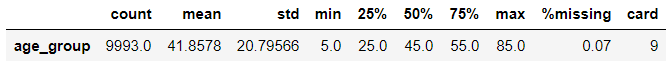 count mean std min 25% 50% 75% max %missing card
age_group 9993.0 41.8578 20.79566 5.0 25.0 45.0 55.0 85.0 0.07 9